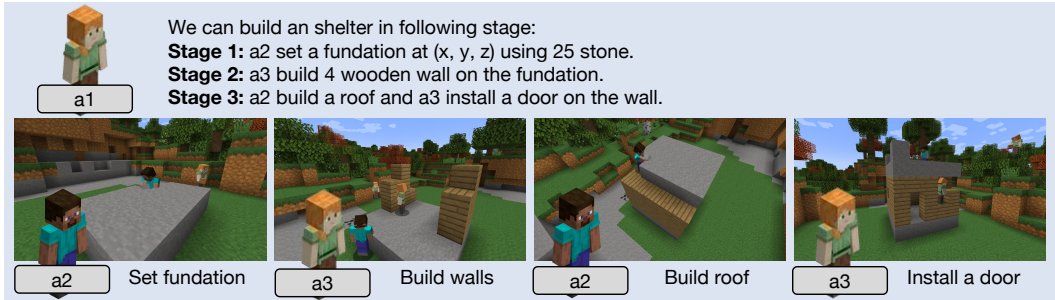 We can build an shelter in following stage:
Stage 1: a2 set a fundation at (x, y, z) using 25 stone.
Stage 2: a3 build 4 wooden wall on the fundation.
Stage 3: a2 build a roof and a3 install a door on the wall.
a1
a2 Set fundation
a3 Build walls
a2 Build roof
a3 Install a door